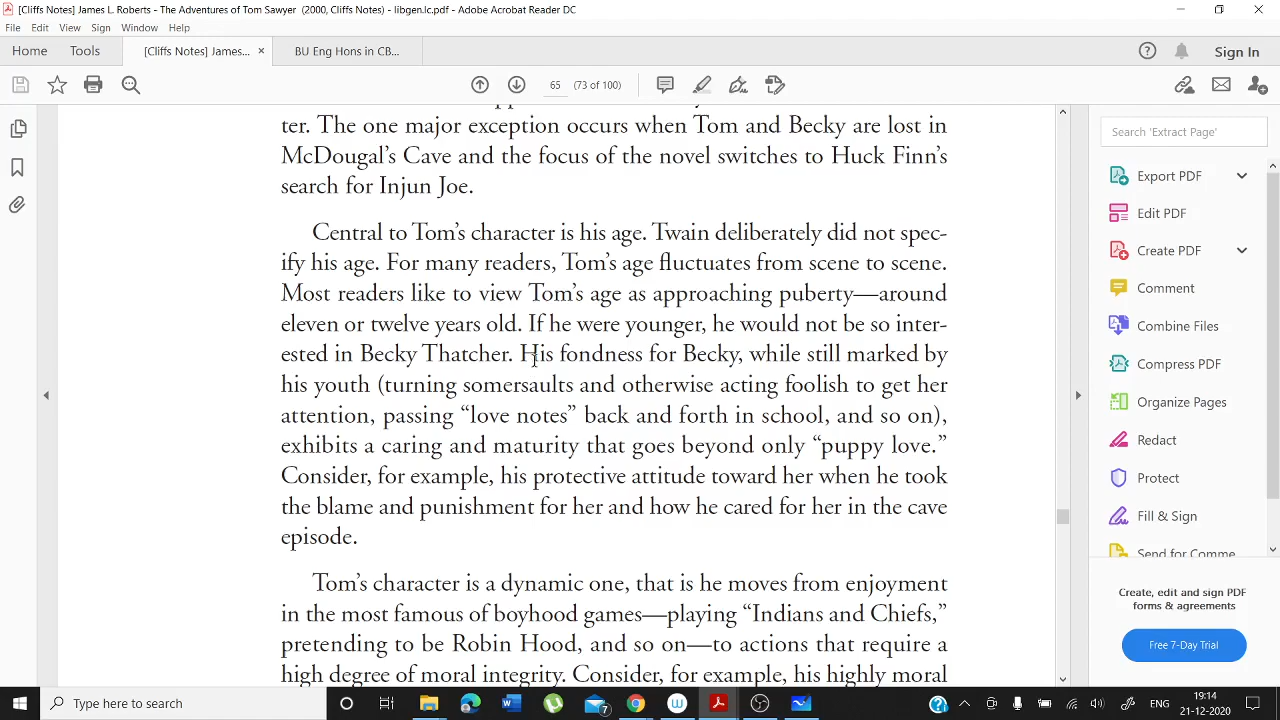 [Cliffs Notes] James L. Roberts - The Adventures of Tom Sawyer (2000, Cliffs Notes) - libgen.lc.pdf - Adobe Acrobat Reader DC
File Edit View Sign Window Help
Home Tools [Cliffs Notes] James... × BU Eng Hons in CB... Sign In
65 (73 of 100)
ter. The one major exception occurs when Tom and Becky are lost in
McDougal's Cave and the focus of the novel switches to Huck Finn's
search for Injun Joe.
Central to Tom's character is his age. Twain deliberately did not spec-
ify his age. For many readers, Tom's age fluctuates from scene to scene.
Most readers like to view Tom's age as approaching puberty—around
eleven or twelve years old. If he were younger, he would not be so inter-
ested in Becky Thatcher. His fondness for Becky, while still marked by
his youth (turning somersaults and otherwise acting foolish to get her
attention, passing “love notes” back and forth in school, and so on),
exhibits a caring and maturity that goes beyond only “puppy love.”
Consider, for example, his protective attitude toward her when he took
the blame and punishment for her and how he cared for her in the cave
episode.
Tom's character is a dynamic one, that is he moves from enjoyment
in the most famous of boyhood games—playing “Indians and Chiefs,”
pretending to be Robin Hood, and so on—to actions that require a
high degree of moral integrity. Consider, for example, his highly moral
Search 'Extract Page'
Export PDF
Edit PDF
Create PDF
Comment
Combine Files
Compress PDF
Organize Pages
Redact
Protect
Fill & Sign
Send for Comme
Create, edit and sign PDF
forms & agreements
Free 7-Day Trial
Type here to search
7
ENG
19:14
21-12-2020